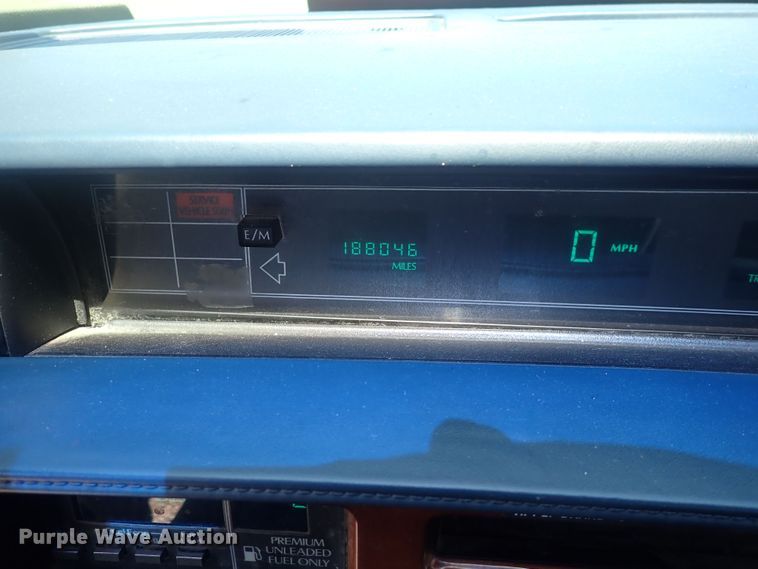 SERVICE
VEHICLE SOON
E/M
188046
MILES
0 MPH
PREMIUM
UNLEADED
FUEL ONLY
Purple Wave Auction